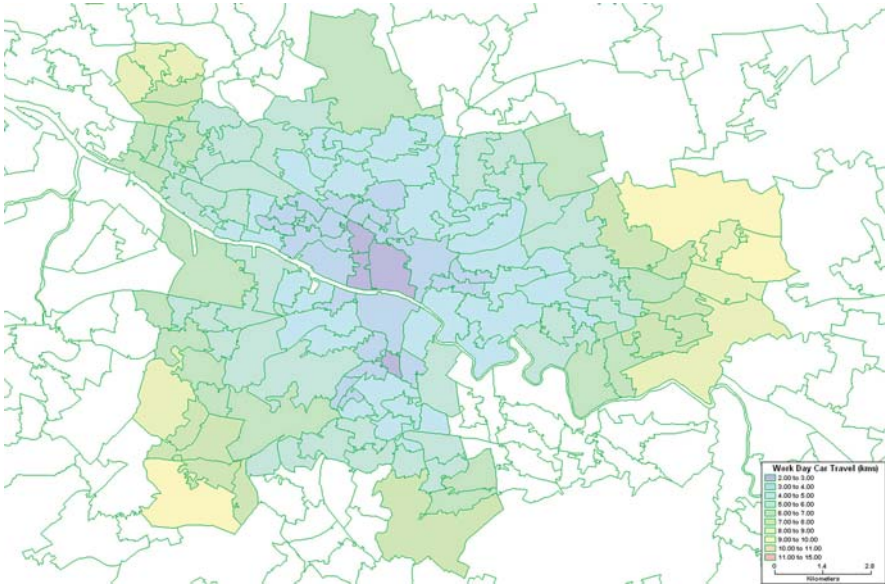 Work Day Car Travel (kms)
2.00 to 3.00
3.00 to 4.00
4.00 to 5.00
5.00 to 6.00
6.00 to 7.00
7.00 to 8.00
8.00 to 9.00
9.00 to 10.00
10.00 to 11.00
11.00 to 15.00
0 1.4 2.8
Kilometers